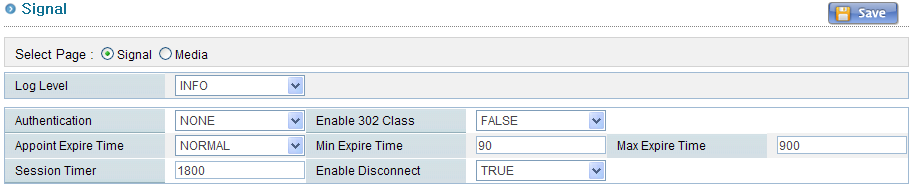 Signal
Save
Select Page : Signal Media
Log Level INFO
Authentication NONE Enable 302 Class FALSE
Appoint Expire Time NORMAL Min Expire Time 90 Max Expire Time 900
Session Timer 1800 Enable Disconnect TRUE